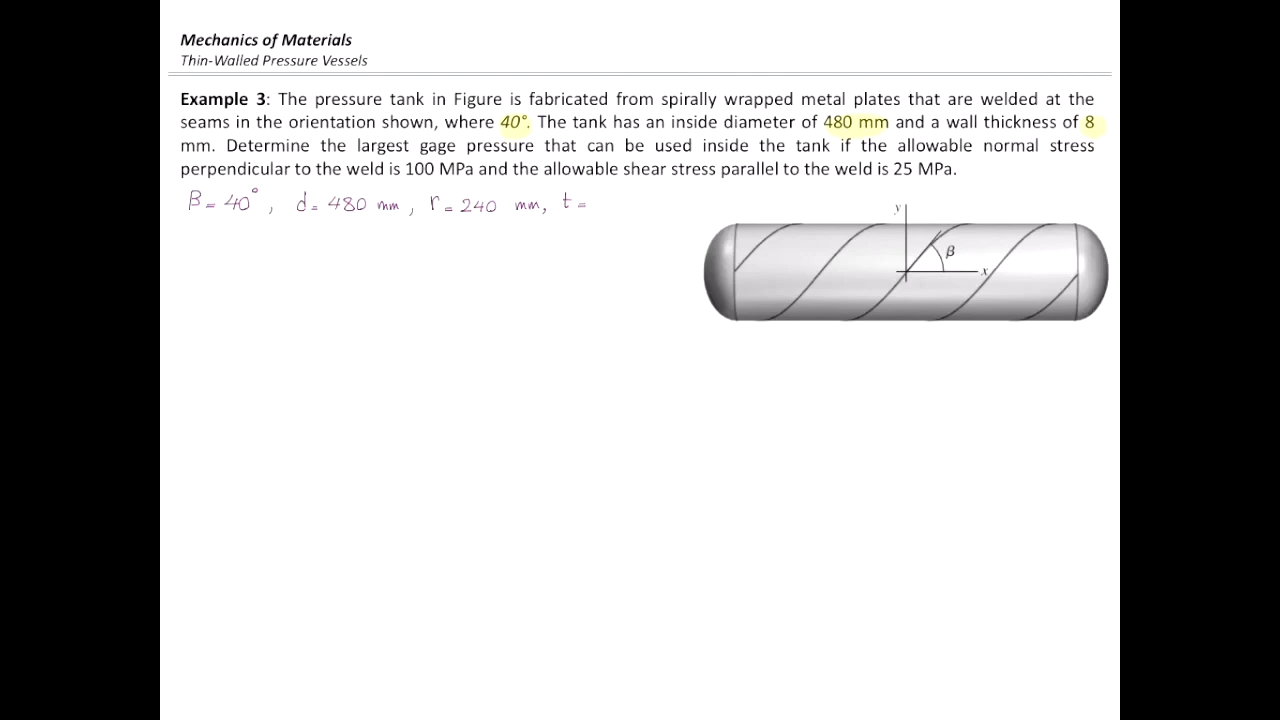 Mechanics of Materials
Thin-Walled Pressure Vessels
Example 3: The pressure tank in Figure is fabricated from spirally wrapped metal plates that are welded at the
seams in the orientation shown, where 40°. The tank has an inside diameter of 480 mm and a wall thickness of 8
mm. Determine the largest gage pressure that can be used inside the tank if the allowable normal stress
perpendicular to the weld is 100 MPa and the allowable shear stress parallel to the weld is 25 MPa.
β = 40°, d = 480 mm, r = 240 mm, t =
y
β
x